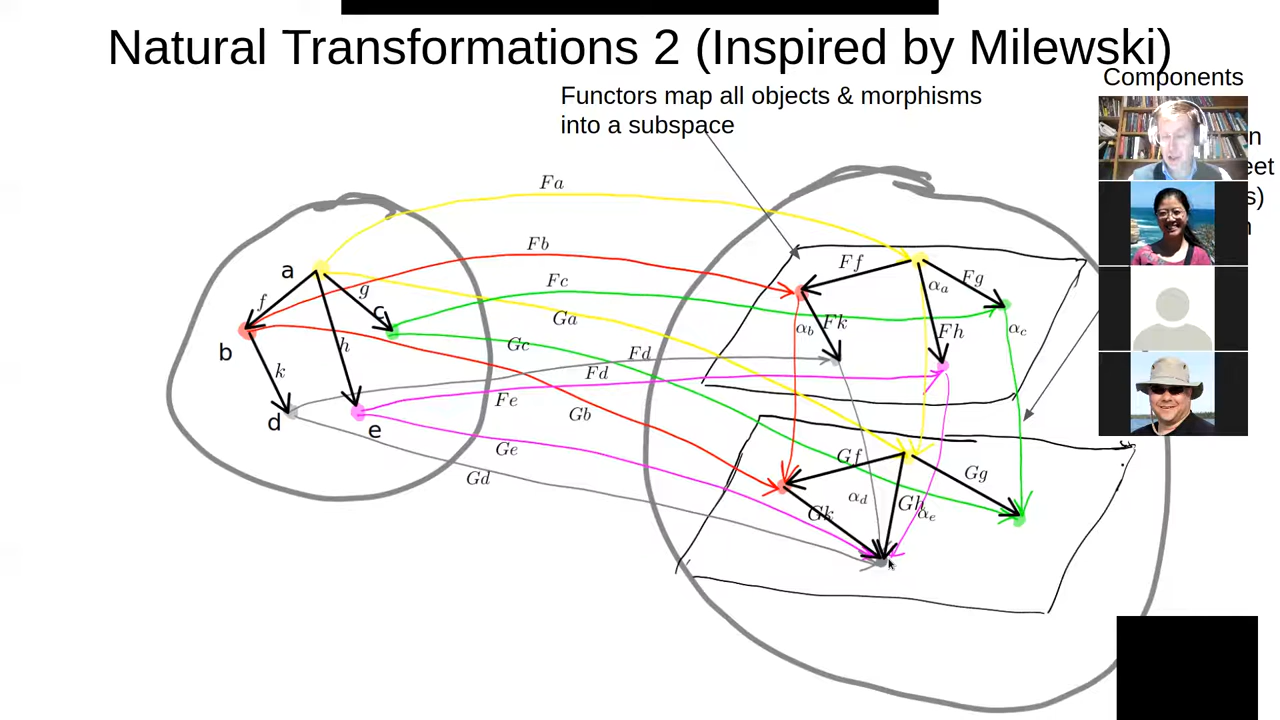 Natural Transformations 2 (Inspired by Milewski)
Components
Functors map all objects & morphisms
into a subspace
Fa
Fb
Fc
Ga
Gc
Fd
Fd
Fe
Gb
Ge
Gd
a
f
g
c
b
h
k
d
e
Ff
Fg
αa
αb
Fk
Fh
αc
Gf
Gg
αd
Gh
Gk
αe